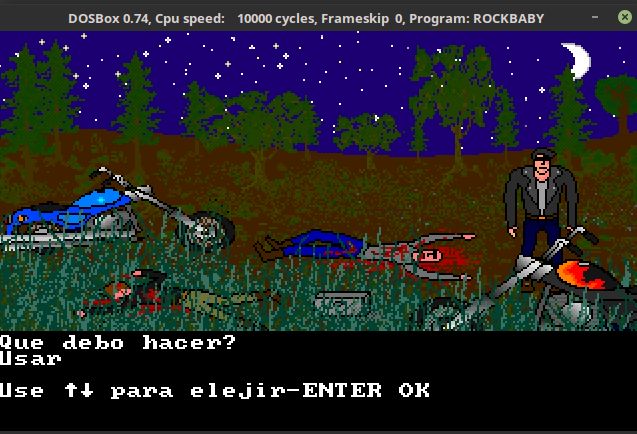 DOSBox 0.74, Cpu speed: 10000 cycles, Frameskip 0, Program: ROCKBABY
Que debo hacer?
Usar
Use ↑↓ para elejir-ENTER OK